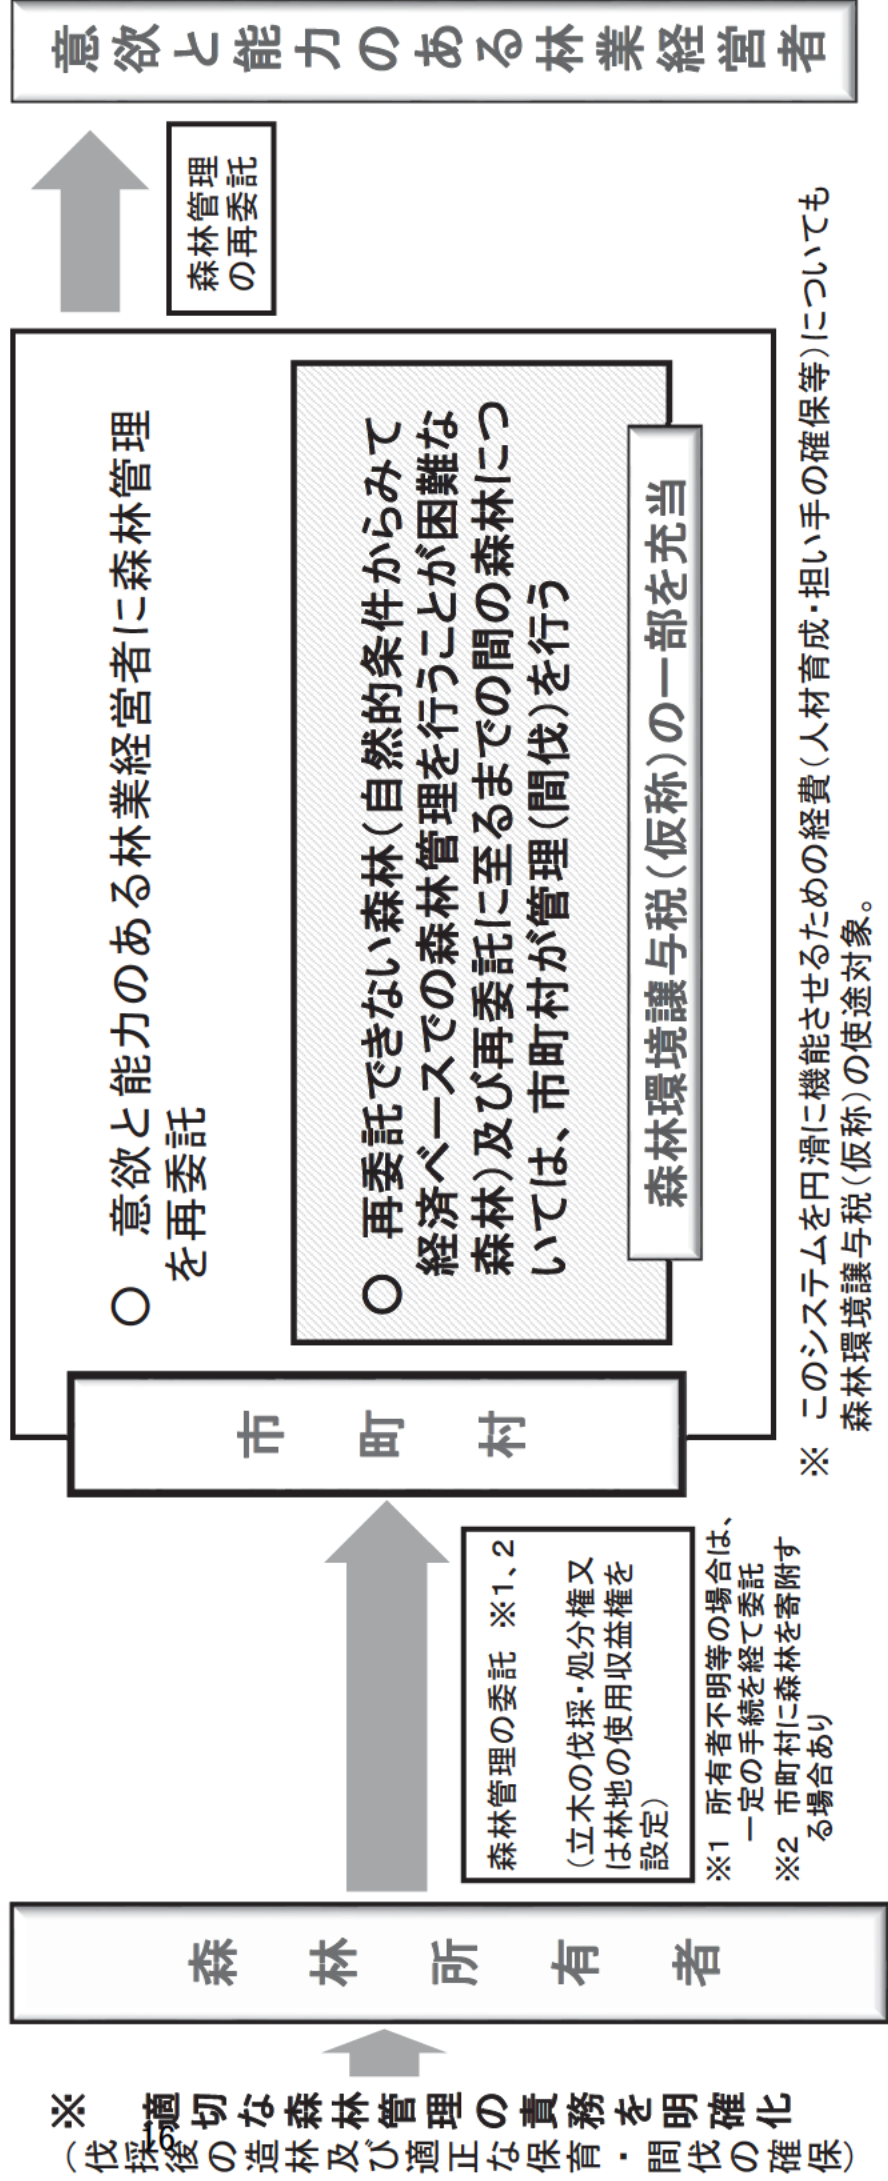 ※　適切な森林管理の責務を明確化
（伐採後の造林及び適正な保育・間伐の確保）
16
森林所有者
森林管理の委託 ※1、2
（立木の伐採・処分権又
は林地の使用収益権を
設定）
※1 所有者不明等の場合は、
一定の手続を経て委託
※2 市町村に森林を寄附す
る場合あり
市町村
○ 意欲と能力のある林業経営者に森林管理
を再委託
○ 再委託できない森林（自然的条件からみて
経済ベースでの森林管理を行うことが困難な
森林）及び再委託に至るまでの間の森林につ
いては、市町村が管理（間伐）を行う
森林環境譲与税（仮称）の一部を充当
※ このシステムを円滑に機能させるための経費（人材育成・担い手の確保等）についても
森林環境譲与税（仮称）の使途対象。
森林管理
の再委託
意欲と能力のある林業経営者